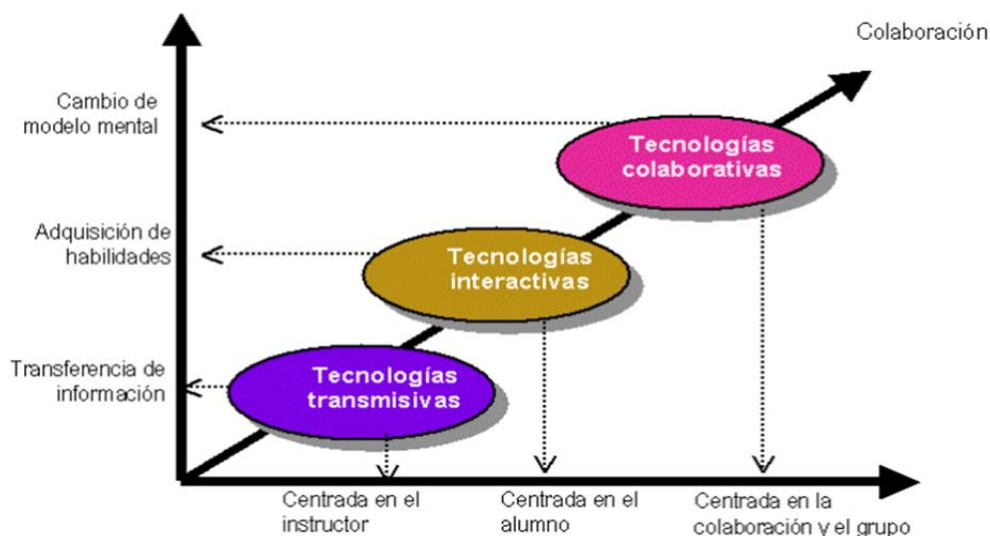 Colaboración
Cambio de
modelo mental
Tecnologías
colaborativas
Adquisición de
habilidades
Tecnologías
interactivas
Transferencia de
información
Tecnologías
transmisivas
Centrada en el
instructor
Centrada en el
alumno
Centrada en la
colaboración y el grupo